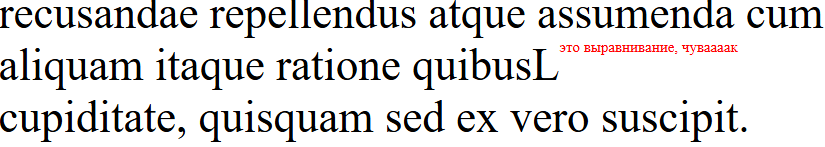 recusandae repellendus atque assumenda cum
aliquam itaque ratione quibusL это выравнивание, чуваааак
cupiditate, quisquam sed ex vero suscipit.